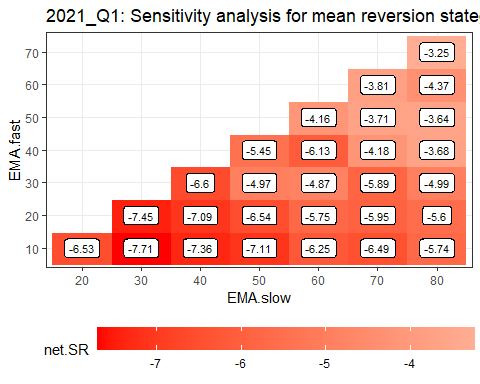 2021_Q1: Sensitivity analysis for mean reversion state
70 -3.25
60 -3.81 -4.37
50 -4.16 -3.71 -3.64
40 -5.45 -6.13 -4.18 -3.68
30 -6.6 -4.97 -4.87 -5.89 -4.99
20 -7.45 -7.09 -6.54 -5.75 -5.95 -5.6
10 -6.53 -7.71 -7.36 -7.11 -6.25 -6.49 -5.74
EMA.fast
20 30 40 50 60 70 80
EMA.slow
net.SR
-7 -6 -5 -4